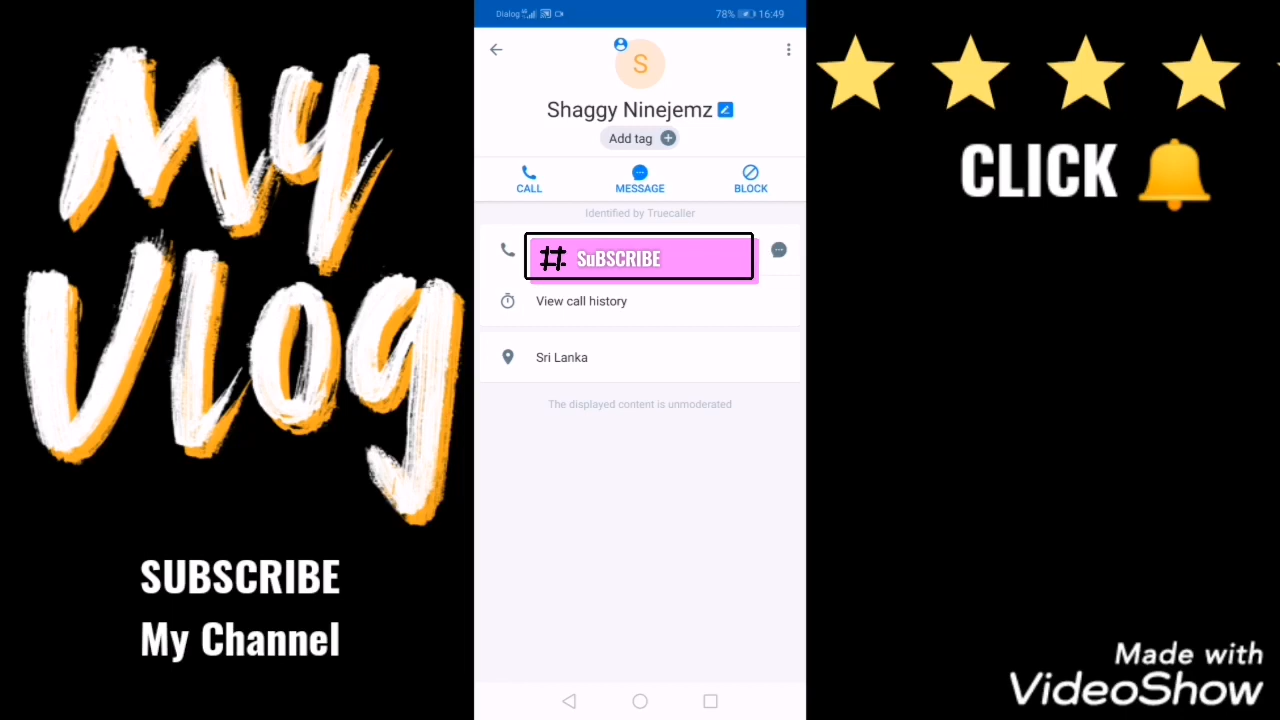 My
Vlog
SUBSCRIBE
My Channel
Dialog 4G
78% 16:49
S
Shaggy Ninejemz
Add tag
CALL
MESSAGE
BLOCK
Identified by Truecaller
# SuBSCRIBE
View call history
Sri Lanka
The displayed content is unmoderated
CLICK
Made with
VideoShow